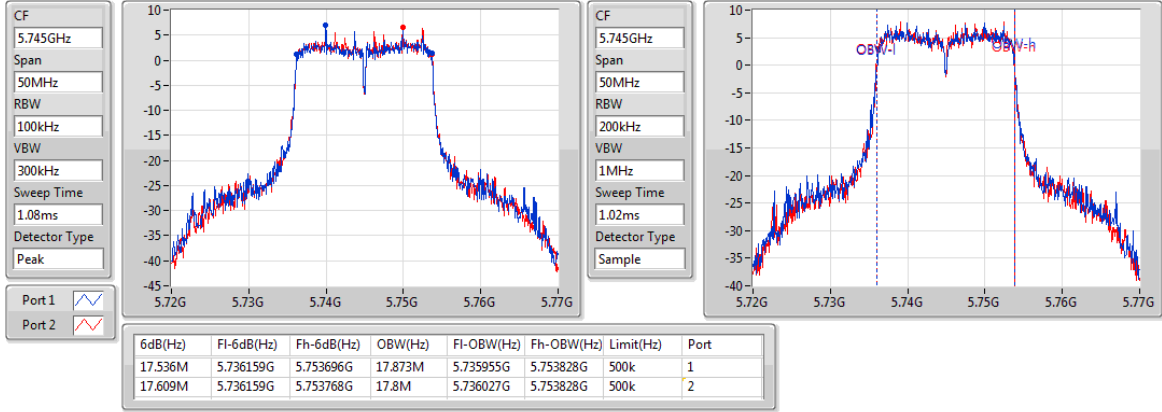 CF
5.745GHz
Span
50MHz
RBW
100kHz
VBW
300kHz
Sweep Time
1.08ms
Detector Type
Peak
Port 1
Port 2
10
5
0
-5
-10
-15
-20
-25
-30
-35
-40
-45
5.72G 5.73G 5.74G 5.75G 5.76G 5.77G
CF
5.745GHz
Span
50MHz
RBW
200kHz
VBW
1MHz
Sweep Time
1.02ms
Detector Type
Sample
10
5
0
-5
-10
-15
-20
-25
-30
-35
-40
OBW-l OBW-h
5.72G 5.73G 5.74G 5.75G 5.76G 5.77G
6dB(Hz) Fl-6dB(Hz) Fh-6dB(Hz) OBW(Hz) Fl-OBW(Hz) Fh-OBW(Hz) Limit(Hz) Port
17.536M 5.736159G 5.753696G 17.873M 5.735955G 5.753828G 500k 1
17.609M 5.736159G 5.753768G 17.8M 5.736027G 5.753828G 500k 2